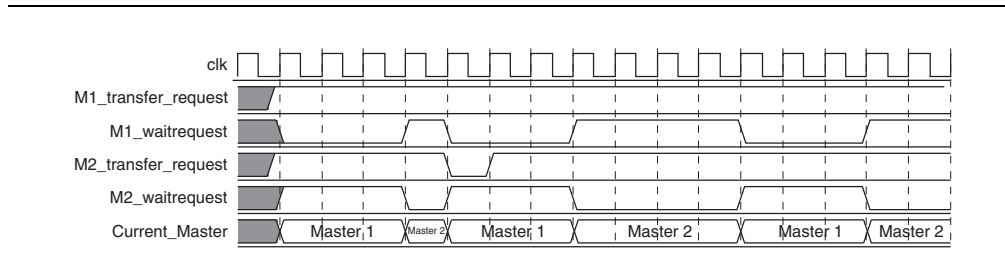 clk
M1_transfer_request
M1_waitrequest
M2_transfer_request
M2_waitrequest
Current_Master Master 1 Master 2 Master 1 Master 2 Master 1 Master 2